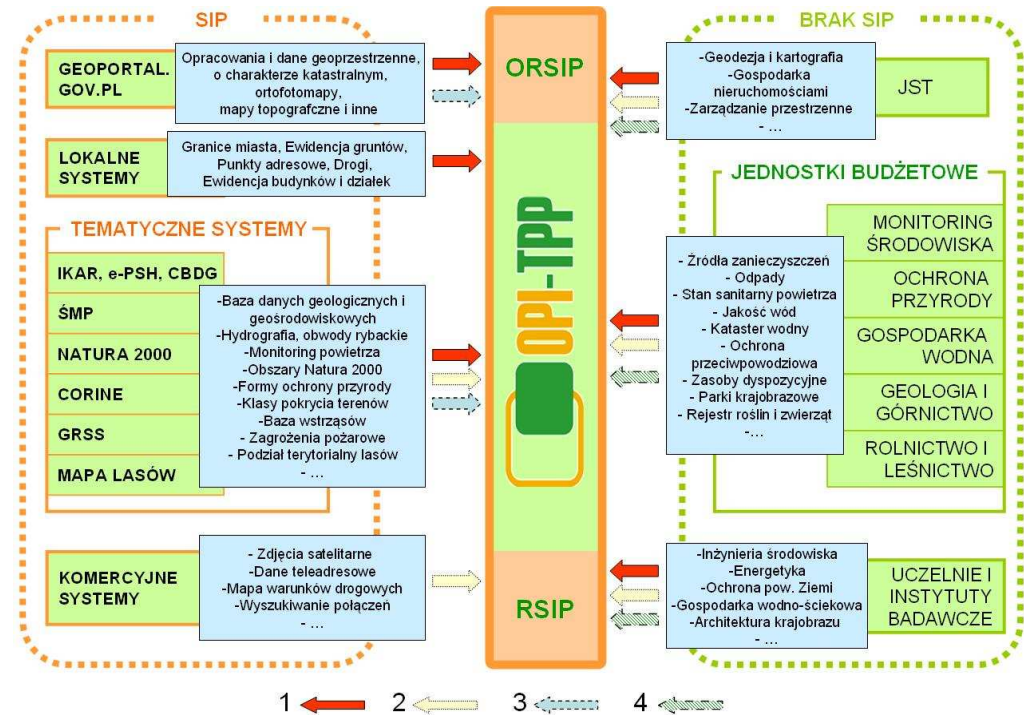 SIP
GEOPORTAL.
GOV.PL
Opracowania i dane geoprzestrzenne,
o charakterze katastralnym,
ortofotomapy,
mapy topografczne i inne
LOKALNE
SYSTEMY
Granice miasta, Ewidencja gruntów,
Punkty adresowe, Drogi,
Ewidencja budynków i działek
TEMATYCZNE SYSTEMY
IKAR, e-PSH, CBDG
ŚMP
NATURA 2000
CORINE
GRSS
MAPA LASÓW
-Baza danych geologicznych i
geośrodowiskowych
-Hydrografia, obwody rybackie
-Monitoring powietrza
-Obszary Natura 2000
-Formy ochrony przyrody
-Klasy pokrycia terenów
-Baza wstrząsów
- Zagrożenia pożarowe
- Podział terytorialny lasów
- ...
KOMERCYJNE
SYSTEMY
- Zdjęcia satelitarne
-Dane teleadresowe
-Mapa warunków drogowych
-Wyszukiwanie połączeń
- ...
ORSIP
OPI-TPP
RSIP
BRAK SIP
-Geodezja i kartografia
-Gospodarka
nieruchomościami
-Zarządzanie przestrzenne
- ...
JST
JEDNOSTKI BUDŻETOWE
- Źródła zanieczyszczeń
- Odpady
- Stan sanitarny powietrza
- Jakość wód
- Kataster wodny
- Ochrona
przeciwpowodziowa
- Zasoby dyspozycyjne
- Parki krajobrazowe
- Rejestr roślin i zwierząt
-...
MONITORING
ŚRODOWISKA
OCHRONA
PRZYRODY
GOSPODARKA
WODNA
GEOLOGIA I
GÓRNICTWO
ROLNICTWO I
LEŚNICTWO
-Inżynieria środowiska
-Energetyka
-Ochrona pow. Ziemi
-Gospodarka wodno-ściekowa
-Architektura krajobrazu
- ...
UCZELNIE I
INSTYTUTY
BADAWCZE
1 2 3 4